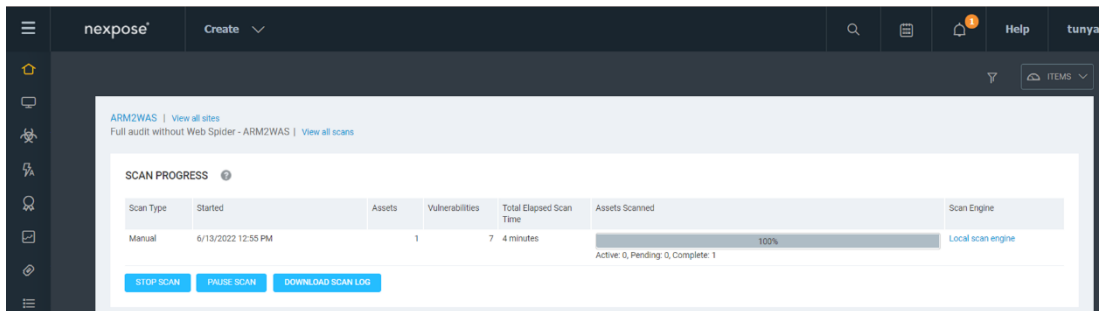 nexpose Create 1 Help tunya
ITEMS
ARM2WAS | View all sites
Full audit without Web Spider - ARM2WAS | View all scans
SCAN PROGRESS ?
Scan Type Started Assets Vulnerabilities Total Elapsed Scan Time Assets Scanned Scan Engine
Manual 6/13/2022 12:55 PM 1 7 4 minutes 100% Local scan engine
Active: 0, Pending: 0, Complete: 1
STOP SCAN PAUSE SCAN DOWNLOAD SCAN LOG